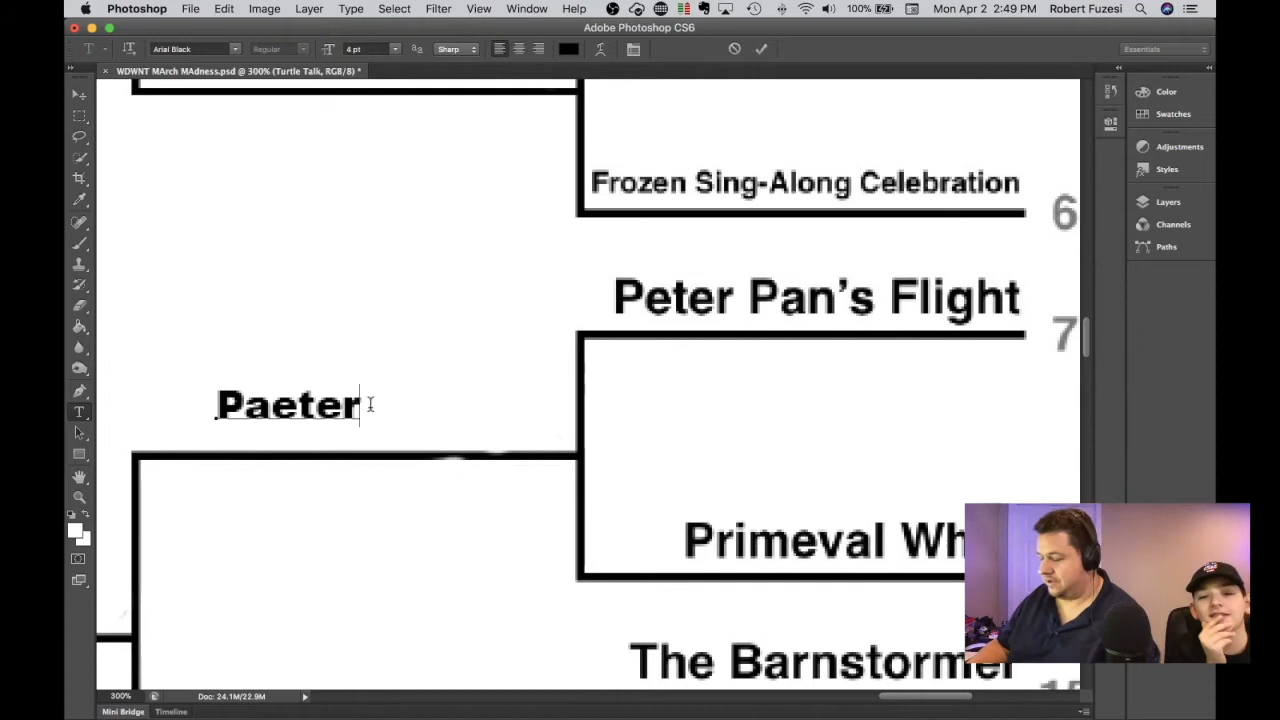 Photoshop File Edit Image Layer Type Select Filter View Window Help 100% Mon Apr 2 2:49 PM Robert Fuzesi
Adobe Photoshop CS6
T Arial Black Regular 4 pt Sharp Essentials
× WDWNT MArch MAdness.psd @ 300% (Turtle Talk, RGB/8) *
Color
Swatches
Adjustments
Styles
Layers
Channels
Paths
Frozen Sing-Along Celebration
6
Peter Pan's Flight
7
Paeter
Primeval Wh
The Barnstormer
300% Doc: 24.1M/22.9M
Mini Bridge Timeline